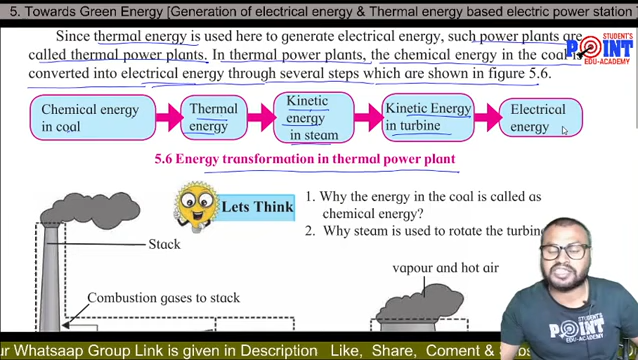 5. Towards Green Energy [Generation of electrical energy & Thermal energy based electric power station
Since thermal energy is used here to generate electrical energy, such power plants are
called thermal power plants. In thermal power plants, the chemical energy in the coal is
converted into electrical energy through several steps which are shown in figure 5.6.
STUDENT'S
POINT
EDU-ACADEMY
Chemical energy
in coal
Thermal
energy
Kinetic
energy
in steam
Kinetic Energy
in turbine
Electrical
energy
5.6 Energy transformation in thermal power plant
Lets Think
1. Why the energy in the coal is called as
chemical energy?
2. Why steam is used to rotate the turbine
Stack
vapour and hot air
Combustion gases to stack
POINT
EDU-ACADEMY
ur Whatsaap Group Link is given in Description Like, Share, Coment &